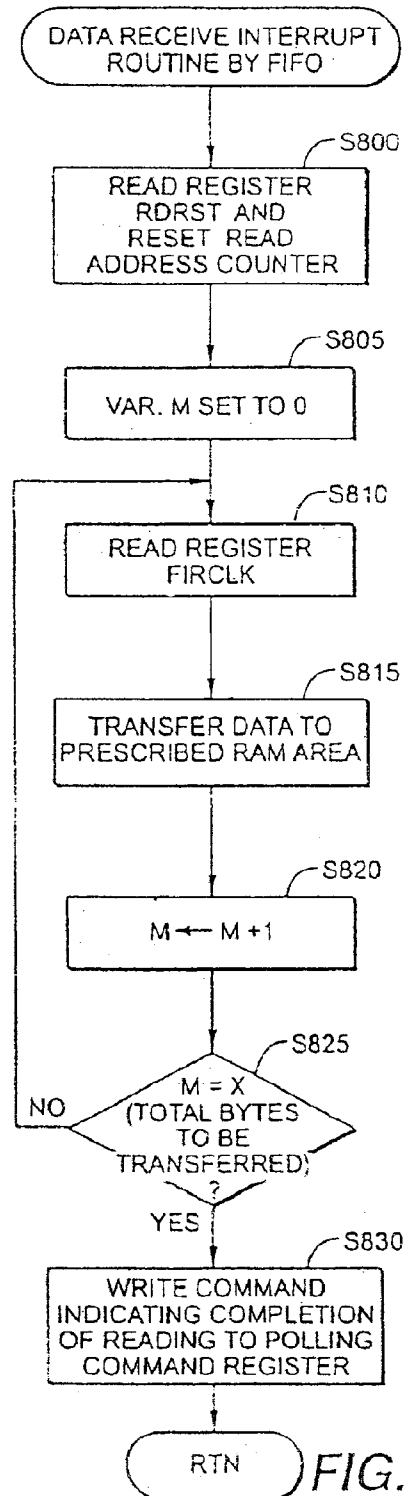 DATA RECEIVE INTERRUPT
ROUTINE BY FIFO
S800
READ REGISTER
RDRST AND
RESET READ
ADDRESS COUNTER
S805
VAR. M SET TO 0
S810
READ REGISTER
FIRCLK
S815
TRANSFER DATA TO
PRESCRIBED RAM AREA
S820
M ← M +1
S825
M = X
(TOTAL BYTES
TO BE
TRANSFERRED)
?
NO
YES
S830
WRITE COMMAND
INDICATING COMPLETION
OF READING TO POLLING
COMMAND REGISTER
RTN
FIG.